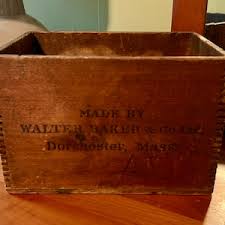 MADE BY
WALTER BAKER & Co. Ltd.
Dorchester, Mass.